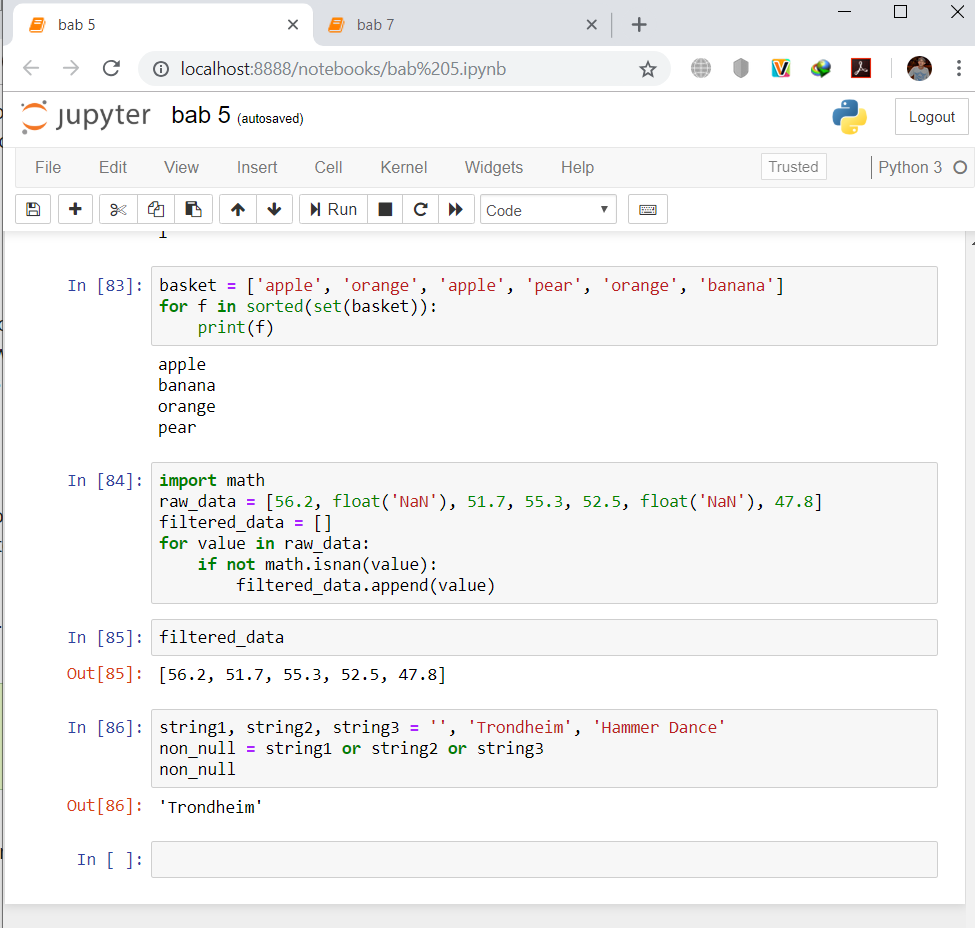 bab 5
bab 7
localhost:8888/notebooks/bab%205.ipynb
jupyter bab 5 (autosaved)
Logout
File Edit View Insert Cell Kernel Widgets Help
Trusted
Python 3
Run
Code
In [83]:
basket = ['apple', 'orange', 'apple', 'pear', 'orange', 'banana']
for f in sorted(set(basket)):
    print(f)
apple
banana
orange
pear
In [84]:
import math
raw_data = [56.2, float('NaN'), 51.7, 55.3, 52.5, float('NaN'), 47.8]
filtered_data = []
for value in raw_data:
    if not math.isnan(value):
        filtered_data.append(value)
In [85]:
filtered_data
Out[85]:
[56.2, 51.7, 55.3, 52.5, 47.8]
In [86]:
string1, string2, string3 = '', 'Trondheim', 'Hammer Dance'
non_null = string1 or string2 or string3
non_null
Out[86]:
'Trondheim'
In [ ]: